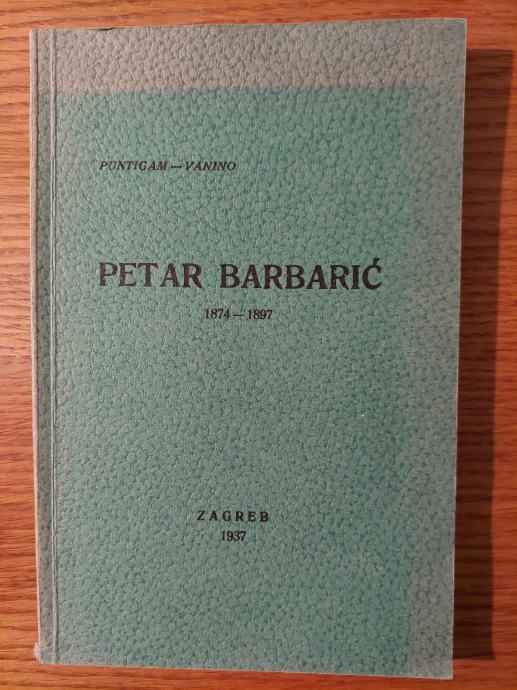 PUNTIGAM — VANINO
PETAR BARBARIĆ
1874 — 1897
ZAGREB
1937